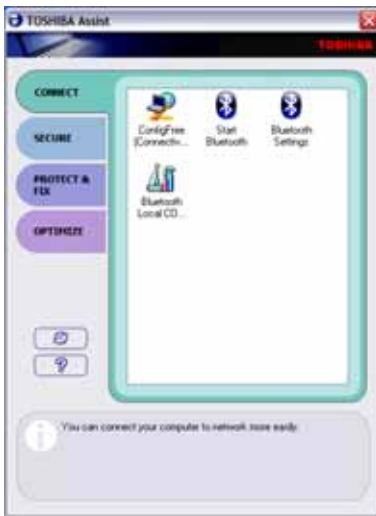 TOSHIBA Assist
TOSHIBA
CONNECT
SECURE
PROTECT &
FIX
OPTIMIZE
ConfigFree
(Connectiv...
Start
Bluetooth
Bluetooth
Settings
Bluetooth
Local CO...
You can connect your computer to network more easily.